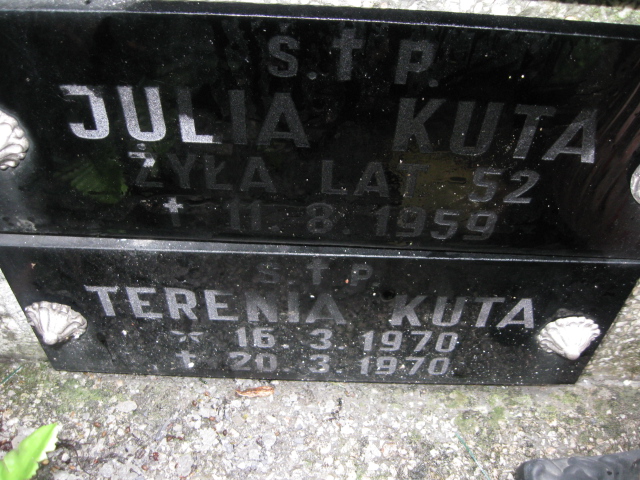 Ś.†P.
JULIA KUTA
ŻYŁA LAT 52
† 11.8.1959
Ś.†P.
TERENIA KUTA
* 16.3.1970
† 20.3.1970